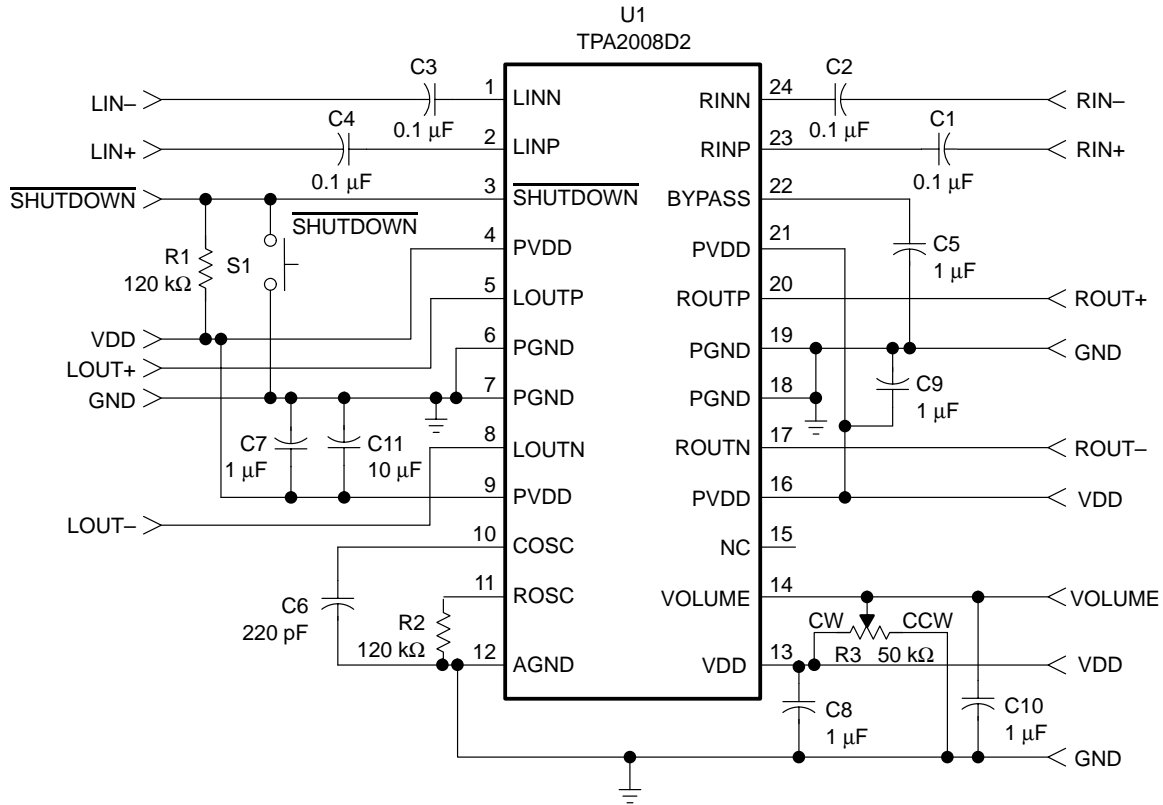 U1
TPA2008D2
LIN–
C3
0.1 µF
1
LINN
LIN+
C4
0.1 µF
2
LINP
SHUTDOWN
3
SHUTDOWN
SHUTDOWN
R1
120 kΩ
S1
4
PVDD
5
LOUTP
VDD
6
PGND
LOUT+
GND
7
PGND
C7
1 µF
C11
10 µF
8
LOUTN
9
PVDD
LOUT–
10
COSC
11
ROSC
C6
220 pF
R2
120 kΩ
12
AGND
RINN
24
C2
0.1 µF
RIN–
RINP
23
C1
0.1 µF
RIN+
BYPASS
22
C5
1 µF
PVDD
21
ROUTP
20
ROUT+
PGND
19
GND
C9
1 µF
PGND
18
ROUTN
17
ROUT–
PVDD
16
VDD
NC
15
VOLUME
14
VOLUME
CW
CCW
R3
50 kΩ
VDD
13
VDD
C8
1 µF
C10
1 µF
GND